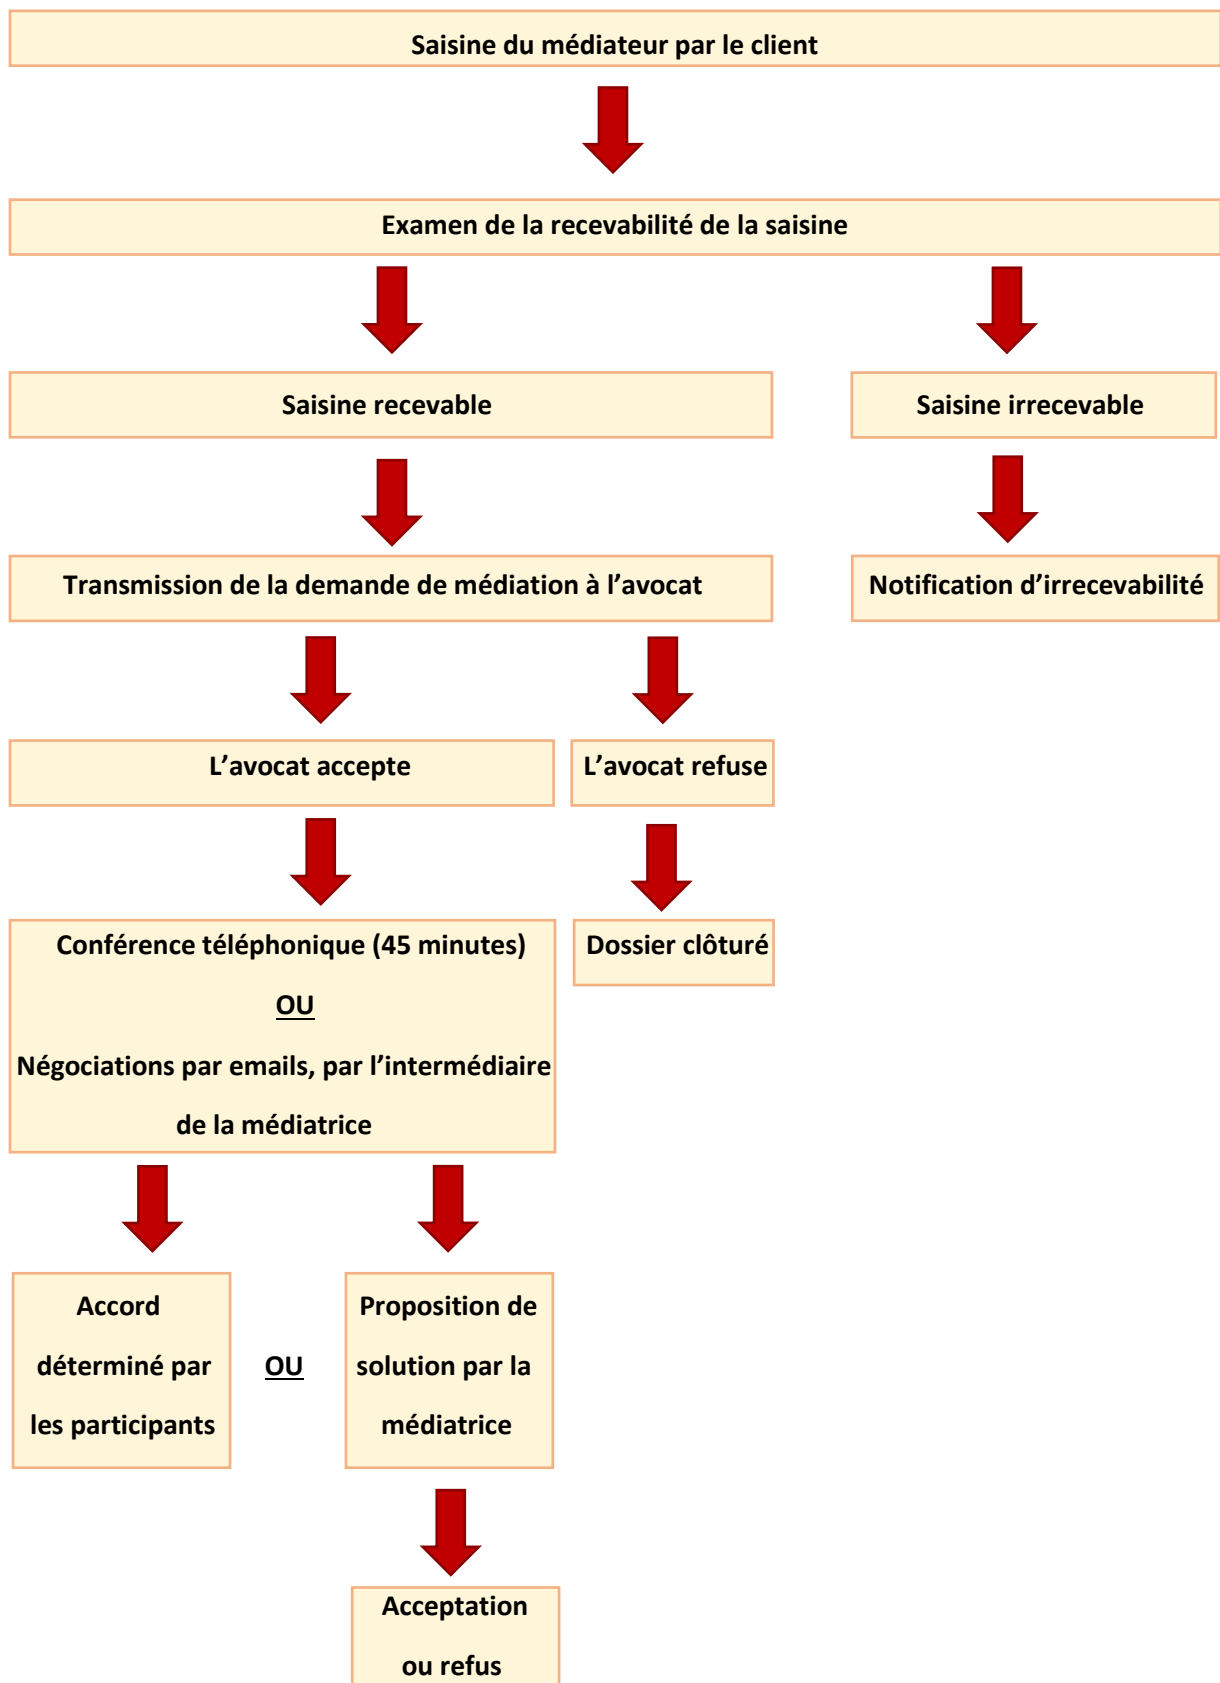 Saisine du médiateur par le client
Examen de la recevabilité de la saisine
Saisine recevable
Saisine irrecevable
Transmission de la demande de médiation à l’avocat
Notification d’irrecevabilité
L’avocat accepte
L’avocat refuse
Conférence téléphonique (45 minutes)
OU
Négociations par emails, par l’intermédiaire
de la médiatrice
Dossier clôturé
Accord
déterminé par
les participants
OU
Proposition de
solution par la
médiatrice
Acceptation
ou refus